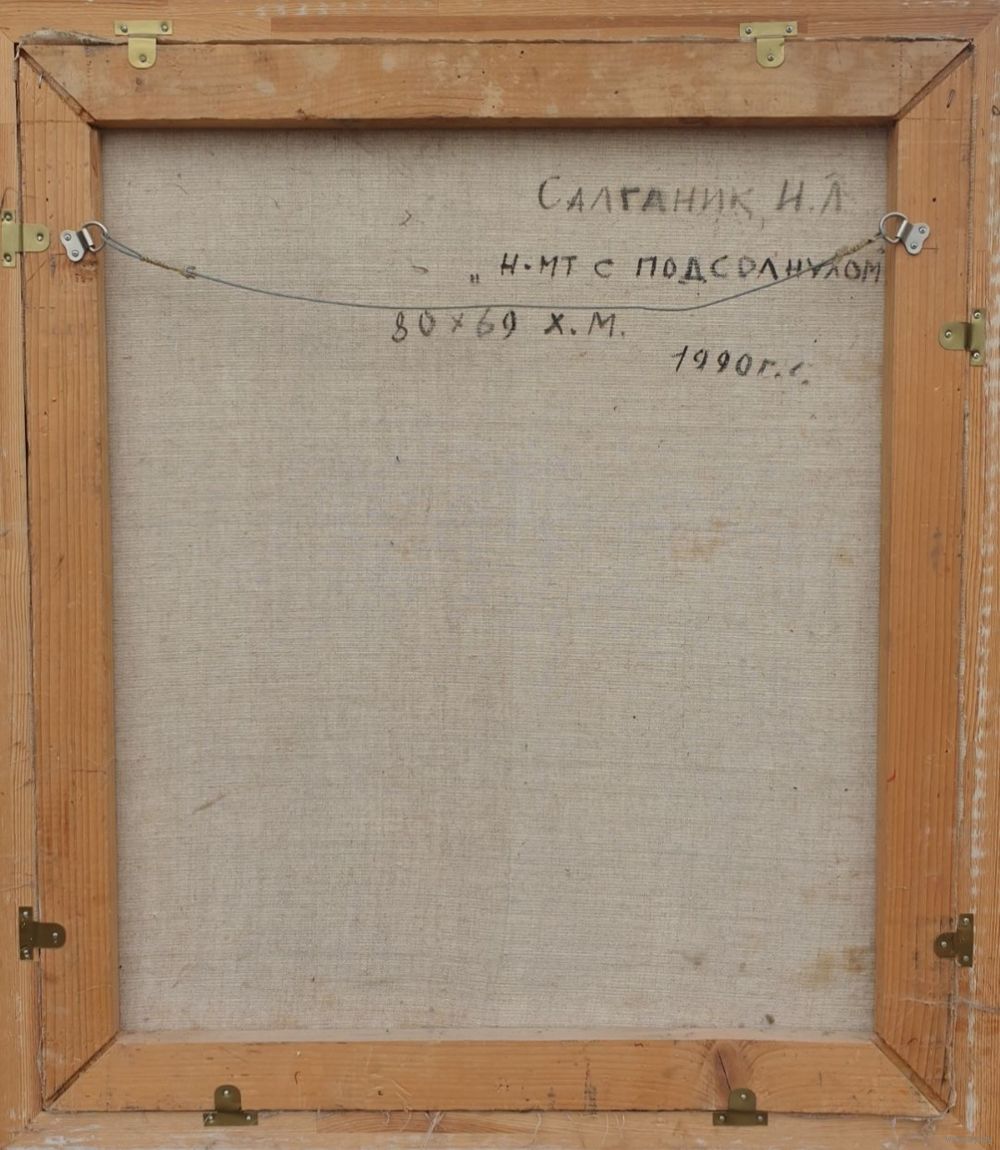 САЛГАНИК И.Л
„ Н-МТ С ПОДСОЛНУХОМ"
80×69 Х.М.
1990г.